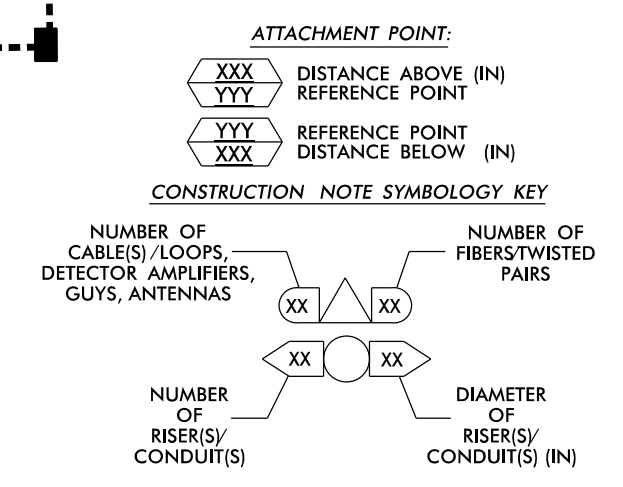 ATTACHMENT POINT:
XXX
YYY
DISTANCE ABOVE (IN)
REFERENCE POINT
YYY
XXX
REFERENCE POINT
DISTANCE BELOW (IN)
CONSTRUCTION NOTE SYMBOLOGY KEY
NUMBER OF
CABLE(S)/LOOPS,
DETECTOR AMPLIFIERS,
GUYS, ANTENNAS
NUMBER OF
FIBERS/TWISTED
PAIRS
XX
XX
XX
XX
NUMBER
OF
RISER(S)/
CONDUIT(S)
DIAMETER
OF
RISER(S)/
CONDUIT(S) (IN)